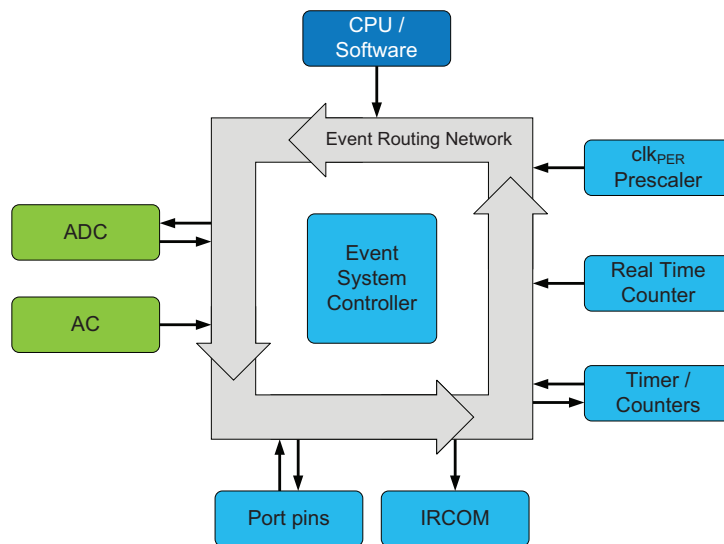 CPU /
Software
Event Routing Network
clkPER
Prescaler
ADC
Event
System
Controller
Real Time
Counter
AC
Timer /
Counters
Port pins
IRCOM